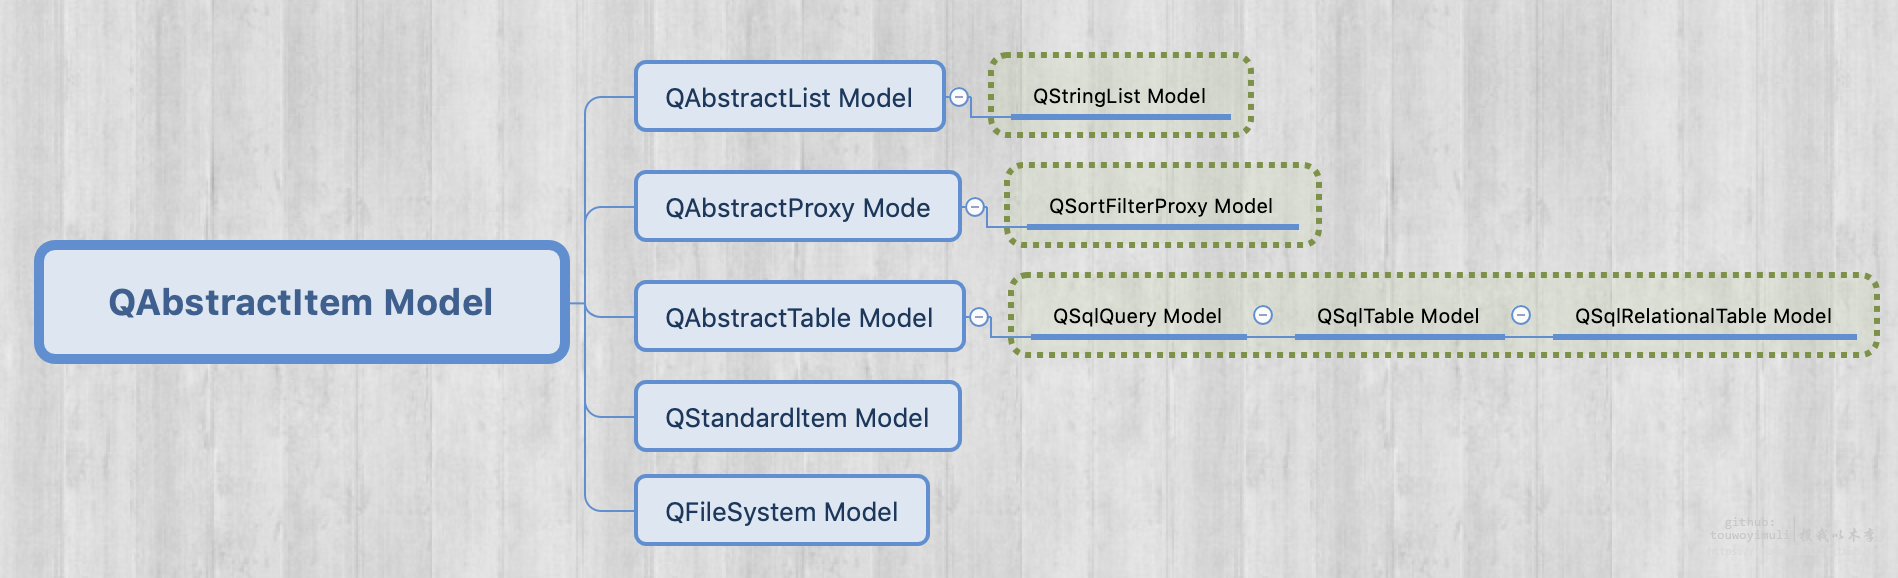 QAbstractItem Model
QAbstractList Model
QStringList Model
QAbstractProxy Mode
QSortFilterProxy Model
QAbstractTable Model
QSqlQuery Model
QSqlTable Model
QSqlRelationalTable Model
QStandardItem Model
QFileSystem Model
github:
touwoyimuli